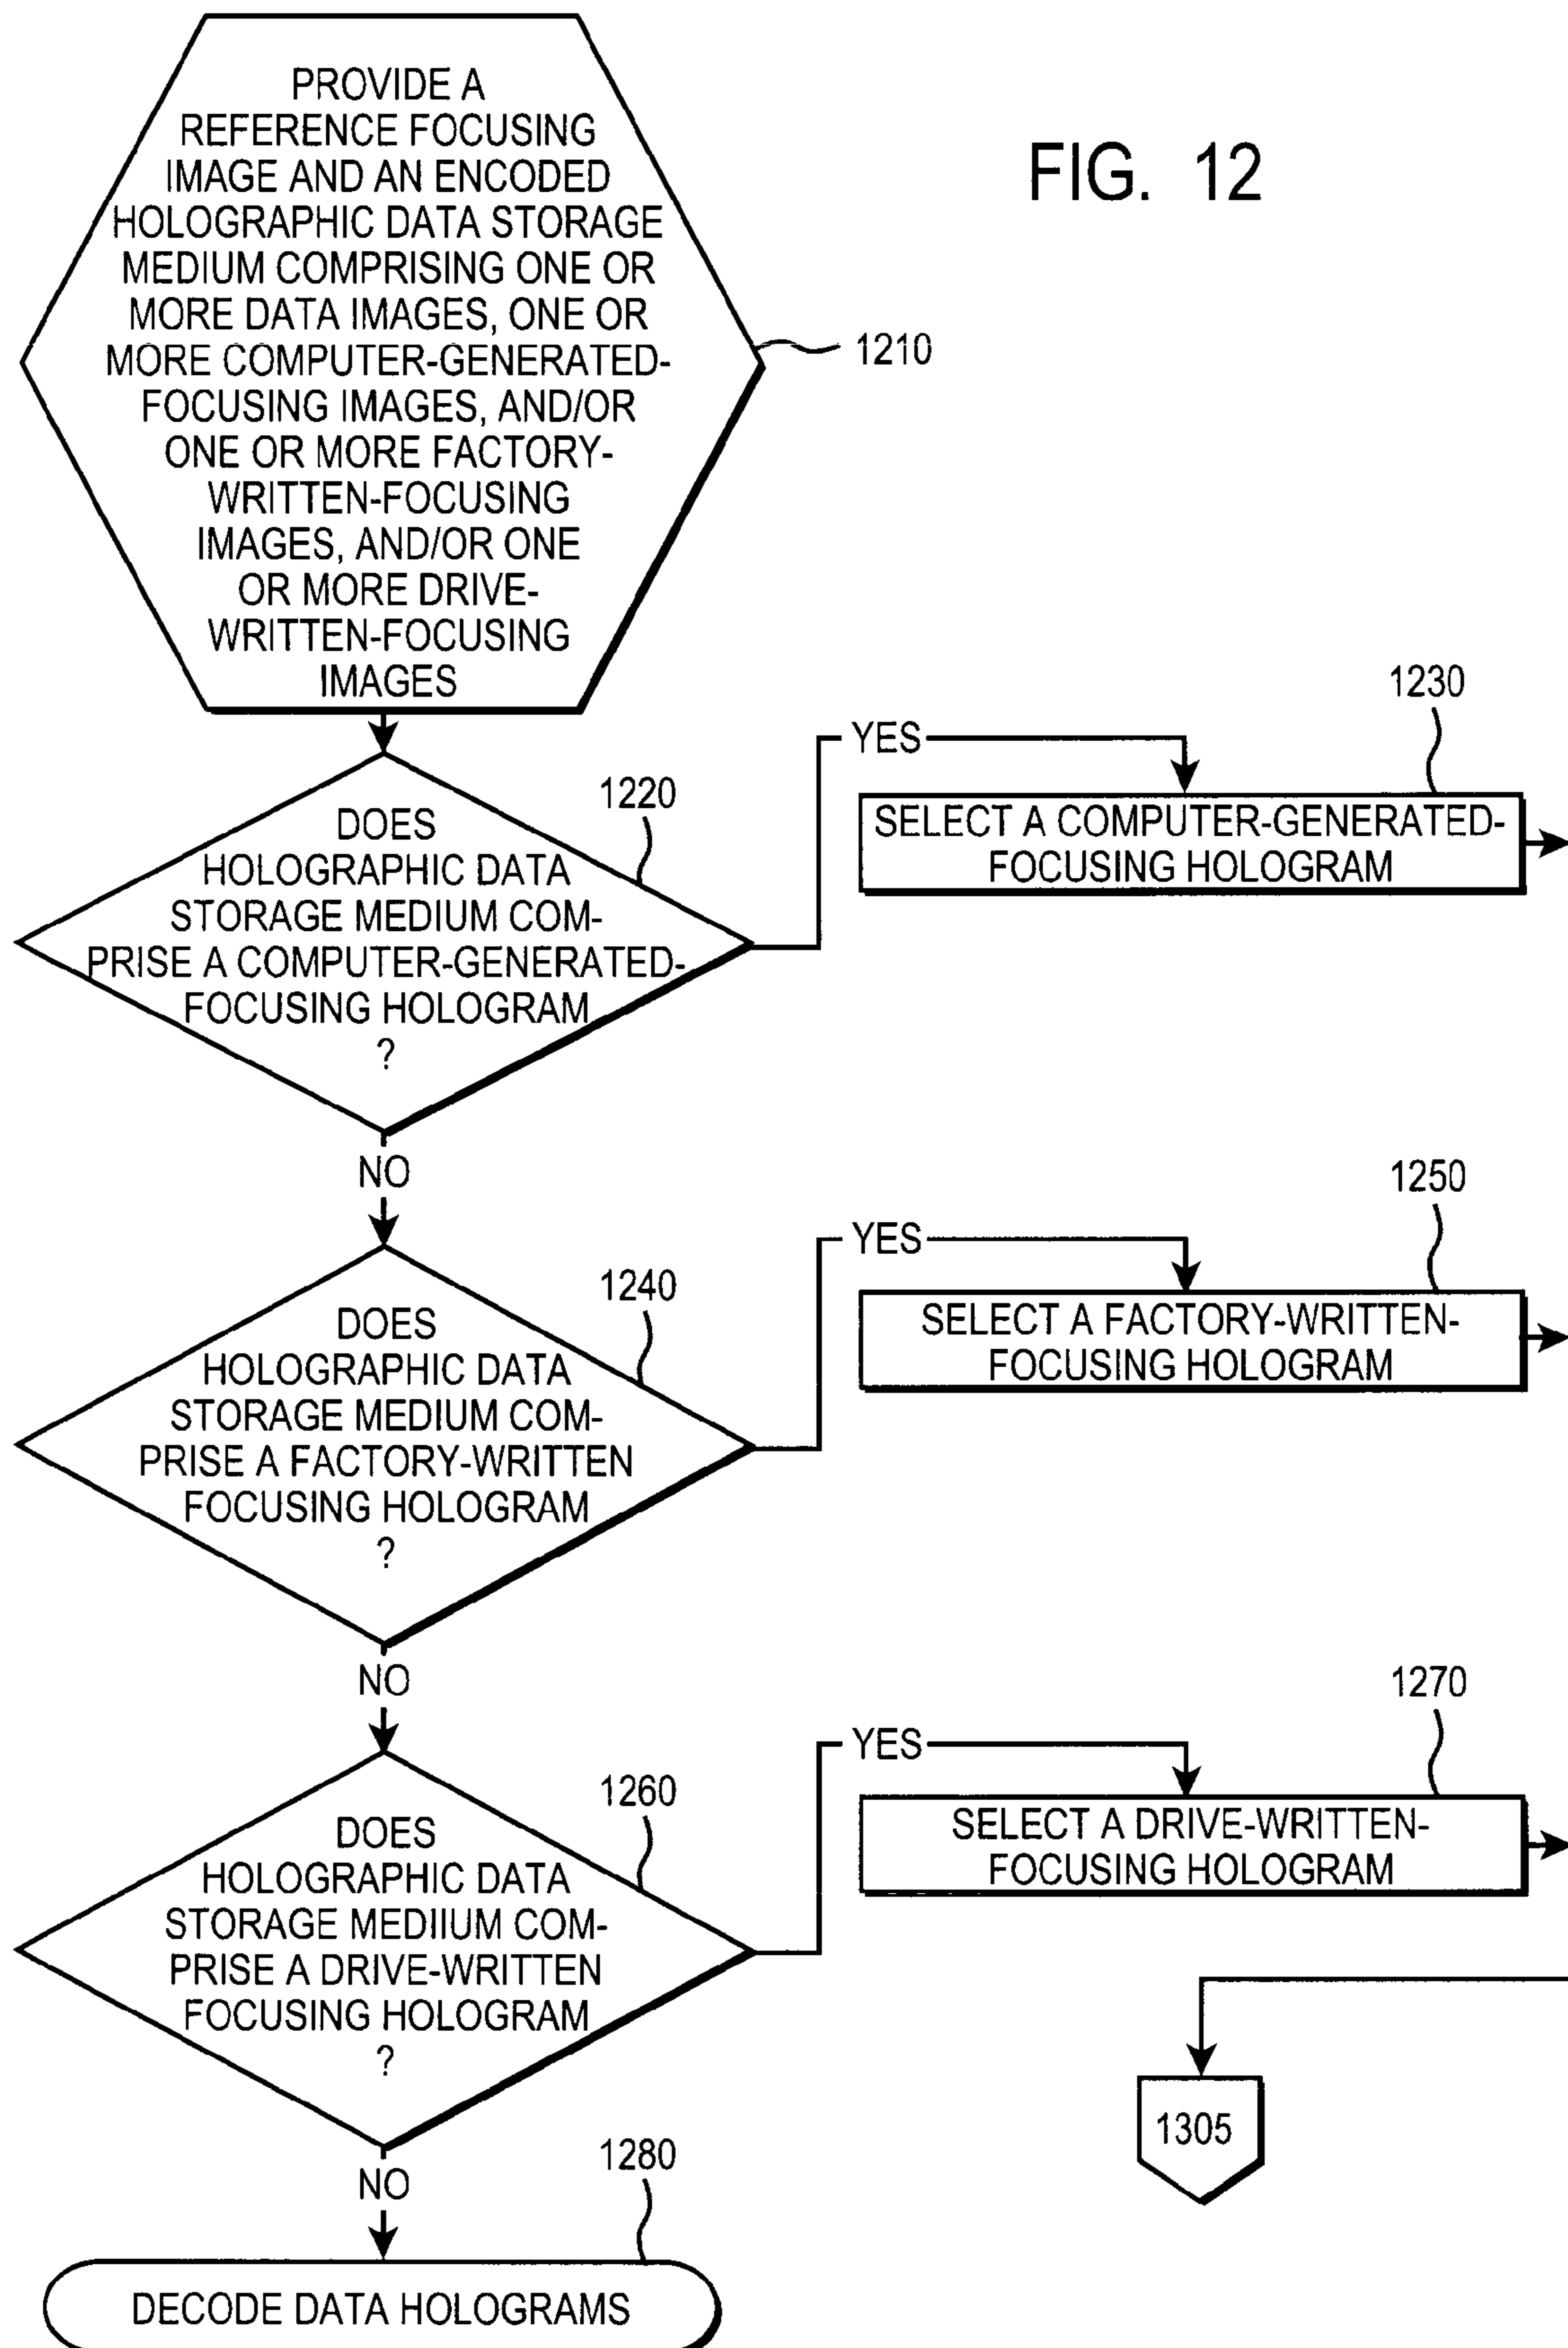 PROVIDE A
REFERENCE FOCUSING
IMAGE AND AN ENCODED
HOLOGRAPHIC DATA STORAGE
MEDIUM COMPRISING ONE OR
MORE DATA IMAGES, ONE OR
MORE COMPUTER-GENERATED-
FOCUSING IMAGES, AND/OR
ONE OR MORE FACTORY-
WRITTEN-FOCUSING
IMAGES, AND/OR ONE
OR MORE DRIVE-
WRITTEN-FOCUSING
IMAGES
1210
FIG. 12
1220
DOES
HOLOGRAPHIC DATA
STORAGE MEDIUM COM-
PRISE A COMPUTER-GENERATED-
FOCUSING HOLOGRAM
?
YES
1230
SELECT A COMPUTER-GENERATED-
FOCUSING HOLOGRAM
NO
1240
DOES
HOLOGRAPHIC DATA
STORAGE MEDIUM COM-
PRISE A FACTORY-WRITTEN
FOCUSING HOLOGRAM
?
YES
1250
SELECT A FACTORY-WRITTEN-
FOCUSING HOLOGRAM
NO
1260
DOES
HOLOGRAPHIC DATA
STORAGE MEDIIUM COM-
PRISE A DRIVE-WRITTEN
FOCUSING HOLOGRAM
?
YES
1270
SELECT A DRIVE-WRITTEN-
FOCUSING HOLOGRAM
1305
NO
1280
DECODE DATA HOLOGRAMS